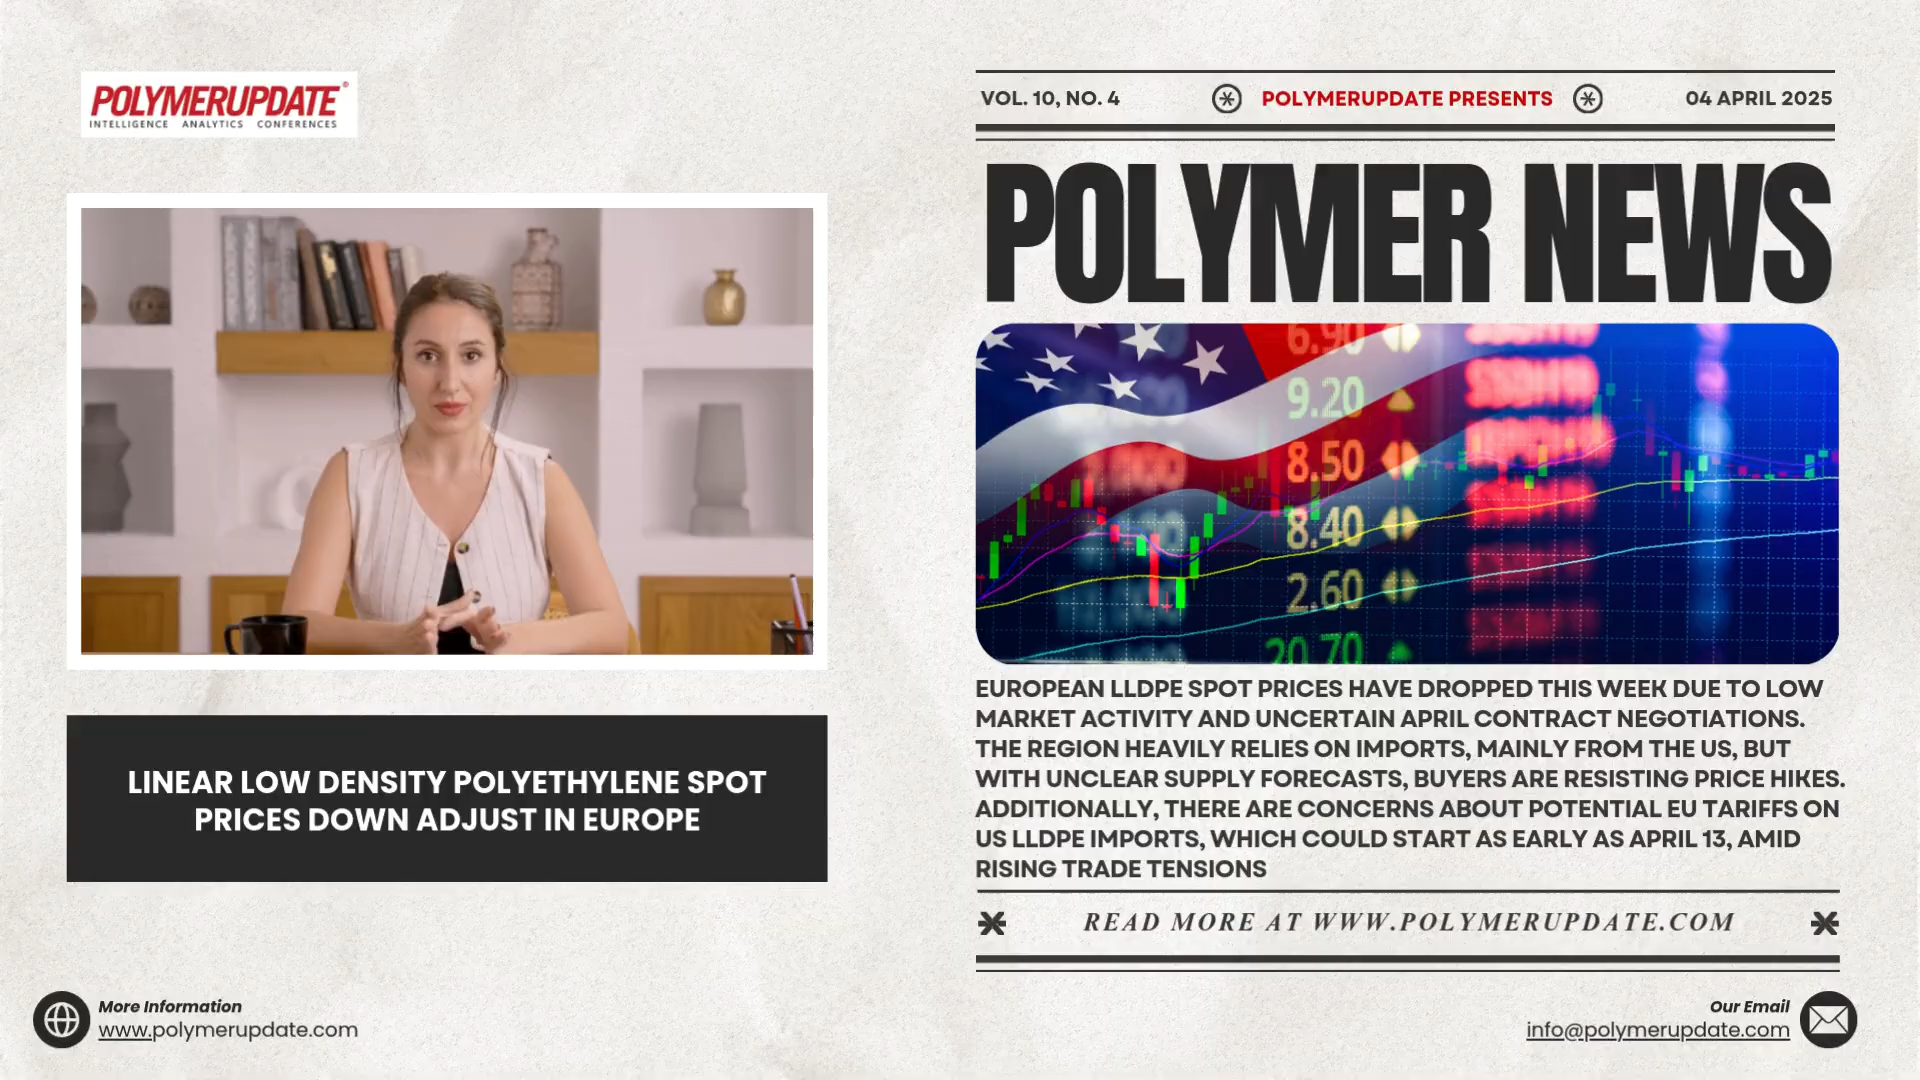 POLYMERUPDATE®
INTELLIGENCE ANALYTICS CONFERENCES
LINEAR LOW DENSITY POLYETHYLENE SPOT
PRICES DOWN ADJUST IN EUROPE
VOL. 10, NO. 4 POLYMERUPDATE PRESENTS 04 APRIL 2025
POLYMER NEWS
6.90
9.20
8.50
8.40
2.60
20.70
EUROPEAN LLDPE SPOT PRICES HAVE DROPPED THIS WEEK DUE TO LOW
MARKET ACTIVITY AND UNCERTAIN APRIL CONTRACT NEGOTIATIONS.
THE REGION HEAVILY RELIES ON IMPORTS, MAINLY FROM THE US, BUT
WITH UNCLEAR SUPPLY FORECASTS, BUYERS ARE RESISTING PRICE HIKES.
ADDITIONALLY, THERE ARE CONCERNS ABOUT POTENTIAL EU TARIFFS ON
US LLDPE IMPORTS, WHICH COULD START AS EARLY AS APRIL 13, AMID
RISING TRADE TENSIONS
READ MORE AT WWW.POLYMERUPDATE.COM
More Information
www.polymerupdate.com
Our Email
info@polymerupdate.com